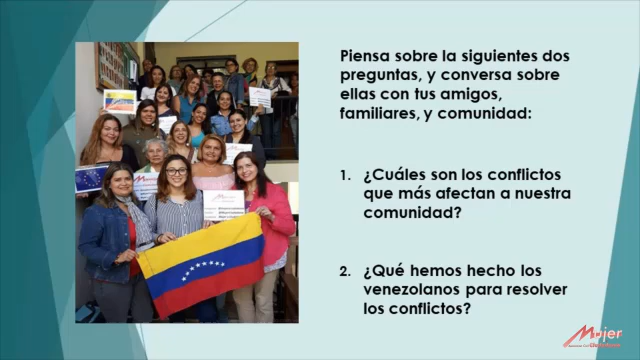 Piensa sobre la siguientes dos
preguntas, y conversa sobre
ellas con tus amigos,
familiares, y comunidad:
1. ¿Cuáles son los conflictos
que más afectan a nuestra
comunidad?
2. ¿Qué hemos hecho los
venezolanos para resolver
los conflictos?
Mujer